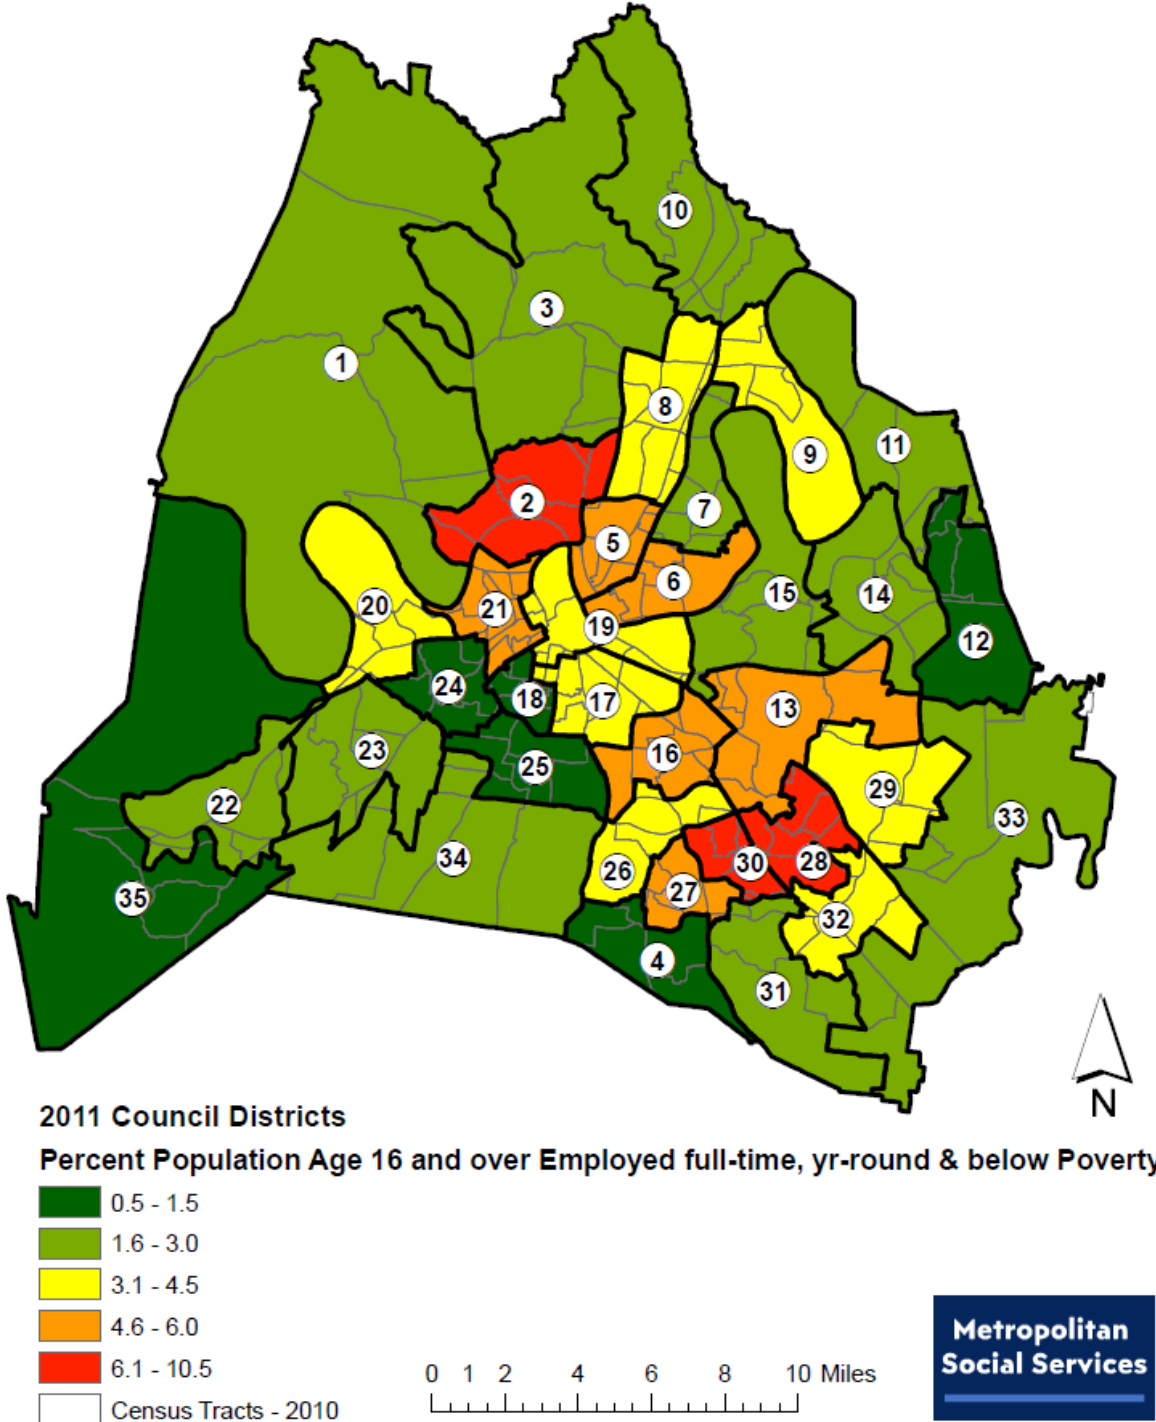 10
3
1
8
11
9
2
7
5
6
15
14
20
21
19
12
24
18
17
13
23
16
25
29
22
33
34
30
28
26
27
35
32
4
31
N
2011 Council Districts
Percent Population Age 16 and over Employed full-time, yr-round & below Poverty
0.5 - 1.5
1.6 - 3.0
3.1 - 4.5
4.6 - 6.0
6.1 - 10.5
Census Tracts - 2010
0 1 2 4 6 8 10 Miles
Metropolitan
Social Services